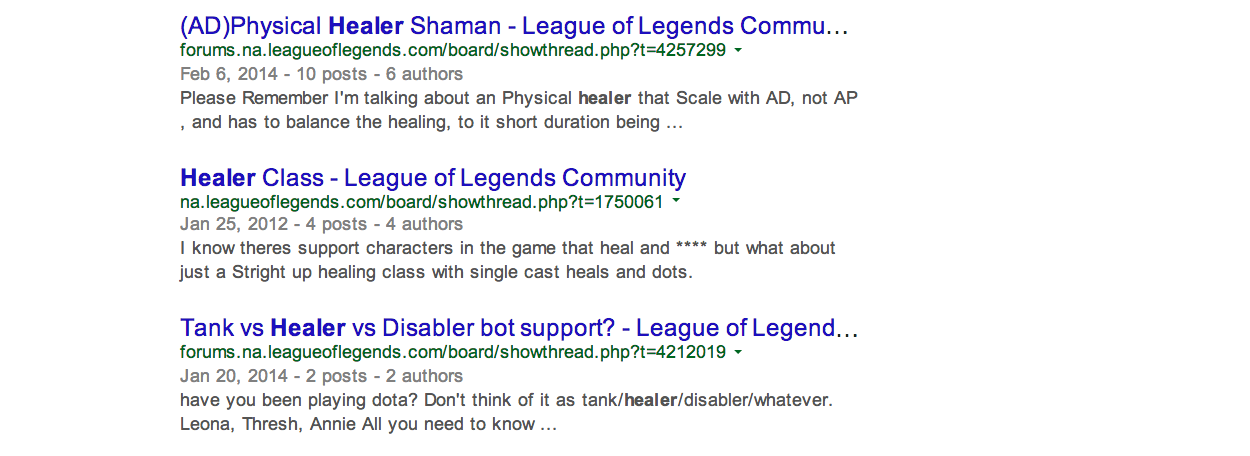 (AD)Physical Healer Shaman - League of Legends Commu...
forums.na.leagueoflegends.com/board/showthread.php?t=4257299
Feb 6, 2014 - 10 posts - 6 authors
Please Remember I'm talking about an Physical healer that Scale with AD, not AP
, and has to balance the healing, to it short duration being ...
Healer Class - League of Legends Community
na.leagueoflegends.com/board/showthread.php?t=1750061
Jan 25, 2012 - 4 posts - 4 authors
I know theres support characters in the game that heal and **** but what about
just a Stright up healing class with single cast heals and dots.
Tank vs Healer vs Disabler bot support? - League of Legend...
forums.na.leagueoflegends.com/board/showthread.php?t=4212019
Jan 20, 2014 - 2 posts - 2 authors
have you been playing dota? Don't think of it as tank/healer/disabler/whatever.
Leona, Thresh, Annie All you need to know ...